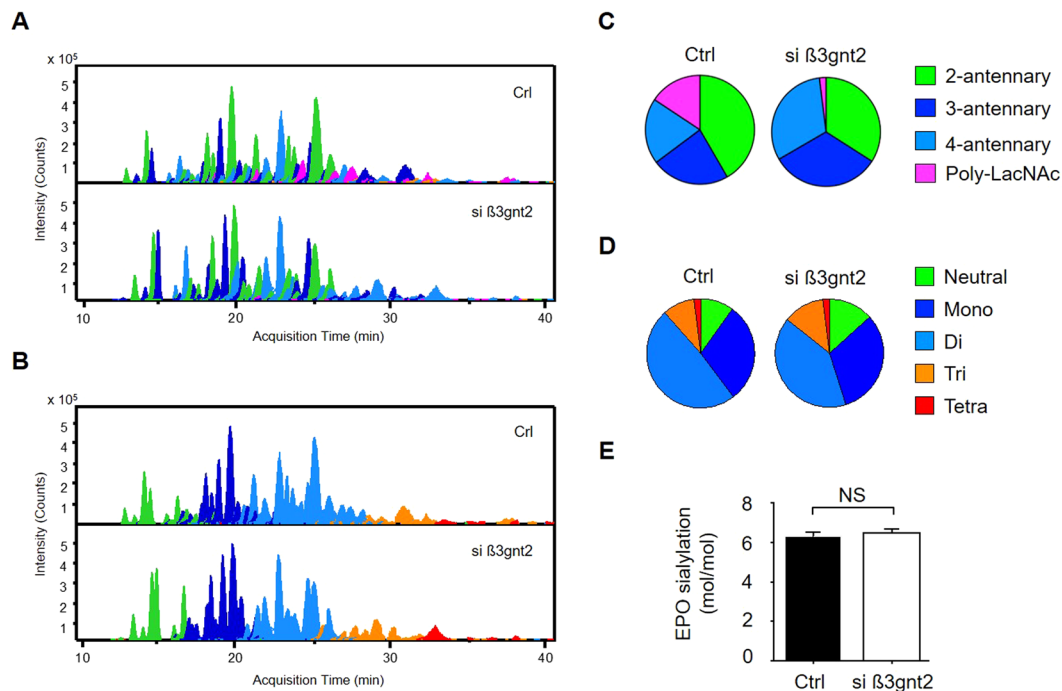 A
x 10⁵
5
4
3
2
1
Crl
5
4
3
2
1
si ß3gnt2
Intensity (Counts)
10
20
30
40
Acquisition Time (min)
B
x 10⁵
5
4
3
2
1
Crl
5
4
3
2
1
si ß3gnt2
Intensity (Counts)
10
20
30
40
Acquisition Time (min)
C
Ctrl
si ß3gnt2
2-antennary
3-antennary
4-antennary
Poly-LacNAc
D
Ctrl
si ß3gnt2
Neutral
Mono
Di
Tri
Tetra
E
NS
8
6
4
2
0
EPO sialylation
(mol/mol)
Ctrl
si ß3gnt2